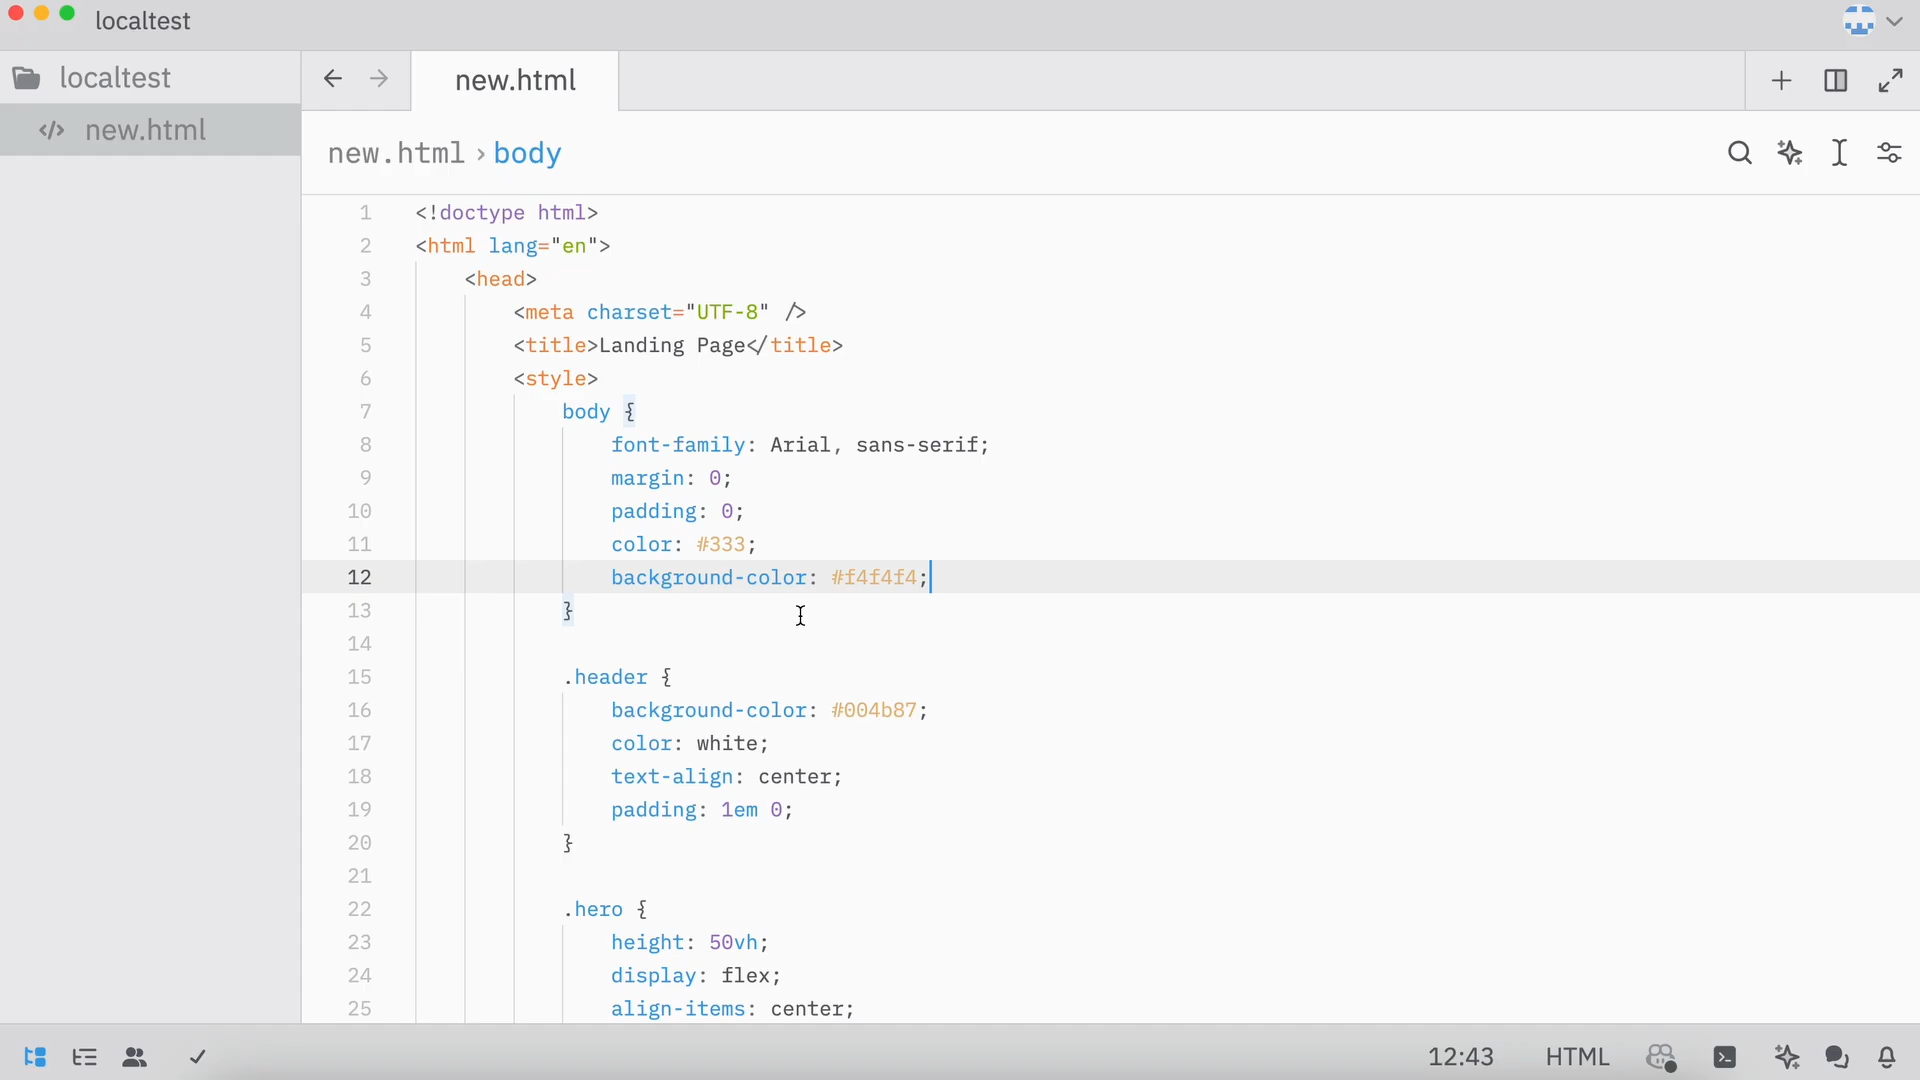 localtest
localtest
new.html
new.html
new.html › body
1 <!doctype html>
2 <html lang="en">
3 <head>
4 <meta charset="UTF-8" />
5 <title>Landing Page</title>
6 <style>
7 body {
8 font-family: Arial, sans-serif;
9 margin: 0;
10 padding: 0;
11 color: #333;
12 background-color: #f4f4f4;
13 }
14
15 .header {
16 background-color: #004b87;
17 color: white;
18 text-align: center;
19 padding: 1em 0;
20 }
21
22 .hero {
23 height: 50vh;
24 display: flex;
25 align-items: center;
12:43 HTML